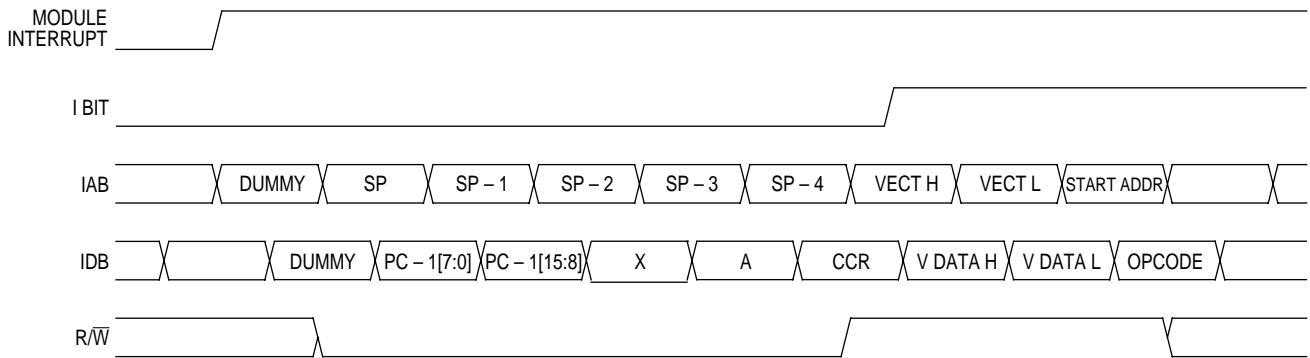 MODULE
INTERRUPT
I BIT
IAB DUMMY SP SP – 1 SP – 2 SP – 3 SP – 4 VECT H VECT L START ADDR
IDB DUMMY PC – 1[7:0] PC – 1[15:8] X A CCR V DATA H V DATA L OPCODE
R/W̅